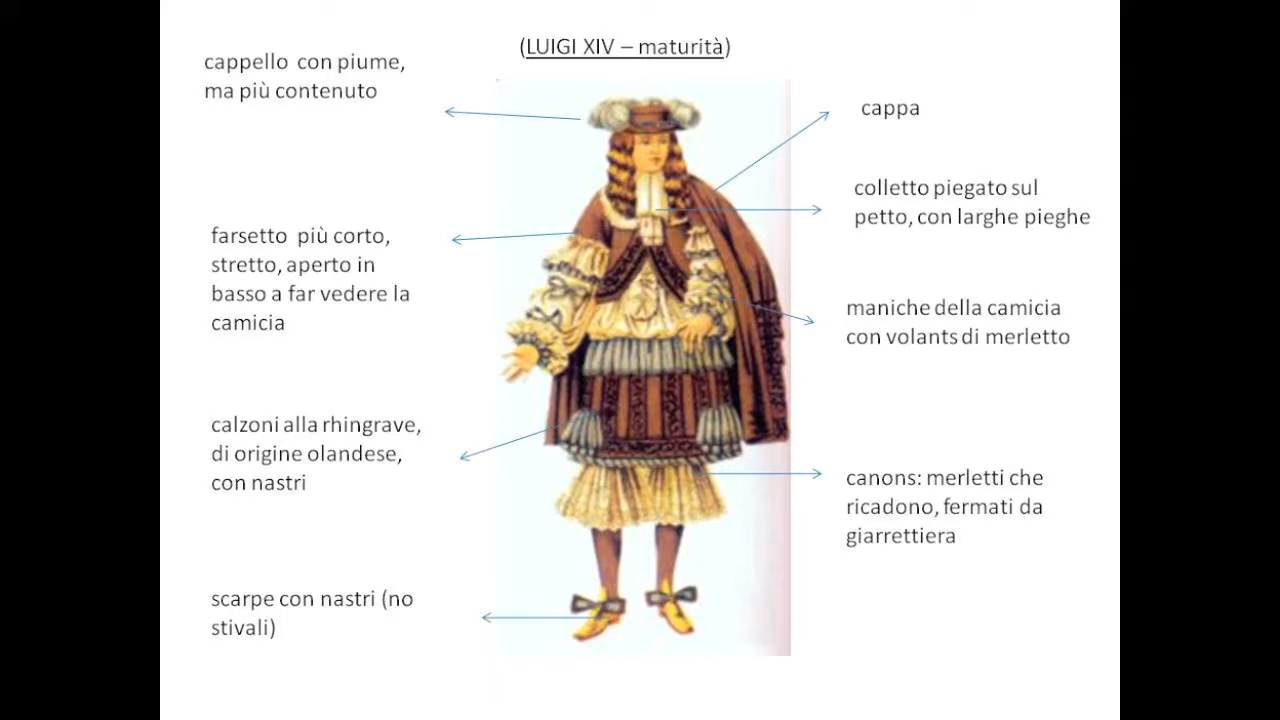 (LUIGI XIV – maturità)
cappello con piume,
ma più contenuto
farsetto più corto,
stretto, aperto in
basso a far vedere la
camicia
calzoni alla rhingrave,
di origine olandese,
con nastri
scarpe con nastri (no
stivali)
cappa
colletto piegato sul
petto, con larghe pieghe
maniche della camicia
con volants di merletto
canons: merletti che
ricadono, fermati da
giarrettiera